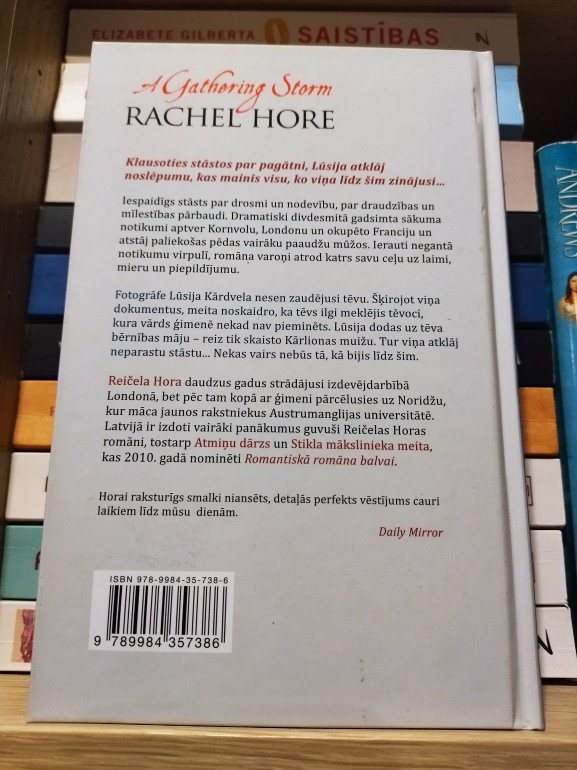 ELIZABETE GILBERTA SAISTĪBAS N
A Gathering Storm
RACHEL HORE
Klausoties stāstos par pagātni, Lūsija atklāj
noslēpumu, kas mainīs visu, ko viņa līdz šim zinājusi...
Iespaidīgs stāsts par drosmi un nodevību, par draudzības un
mīlestības pārbaudi. Dramatiski divdesmitā gadsimta sākuma
notikumi aptver Kornvolu, Londonu un okupēto Franciju un
atstāj paliekošas pēdas vairāku paaudžu mūžos. Ierauti negantā
notikumu virpulī, romāna varoņi atrod katrs savu ceļu uz laimi,
mieru un piepildījumu.
Fotogrāfe Lūsija Kārdvela nesen zaudējusi tēvu. Šķirojot viņa
dokumentus, meita noskaidro, ka tēvs ilgi meklējis tēvoci,
kura vārds ģimenē nekad nav pieminēts. Lūsija dodas uz tēva
bērnības māju – reiz tik skaisto Kārlionas muižu. Tur viņa atklāj
neparastu stāstu... Nekas vairs nebūs tā, kā bijis līdz šim.
Reičela Hora daudzus gadus strādājusi izdevējdarbībā
Londonā, bet pēc tam kopā ar ģimeni pārcēlusies uz Noridžu,
kur māca jaunos rakstniekus Austrumanglijas universitātē.
Latvijā ir izdoti vairāki panākumus guvuši Reičelas Horas
romāni, tostarp Atmiņu dārzs un Stikla mākslinieka meita,
kas 2010. gadā nominēti Romantiskā romāna balvai.
Horai raksturīgs smalki niansēts, detaļās perfekts vēstījums cauri
laikiem līdz mūsu dienām.
Daily Mirror
ISBN 978-9984-35-738-6
9 789984 357386
ANDREWS
N